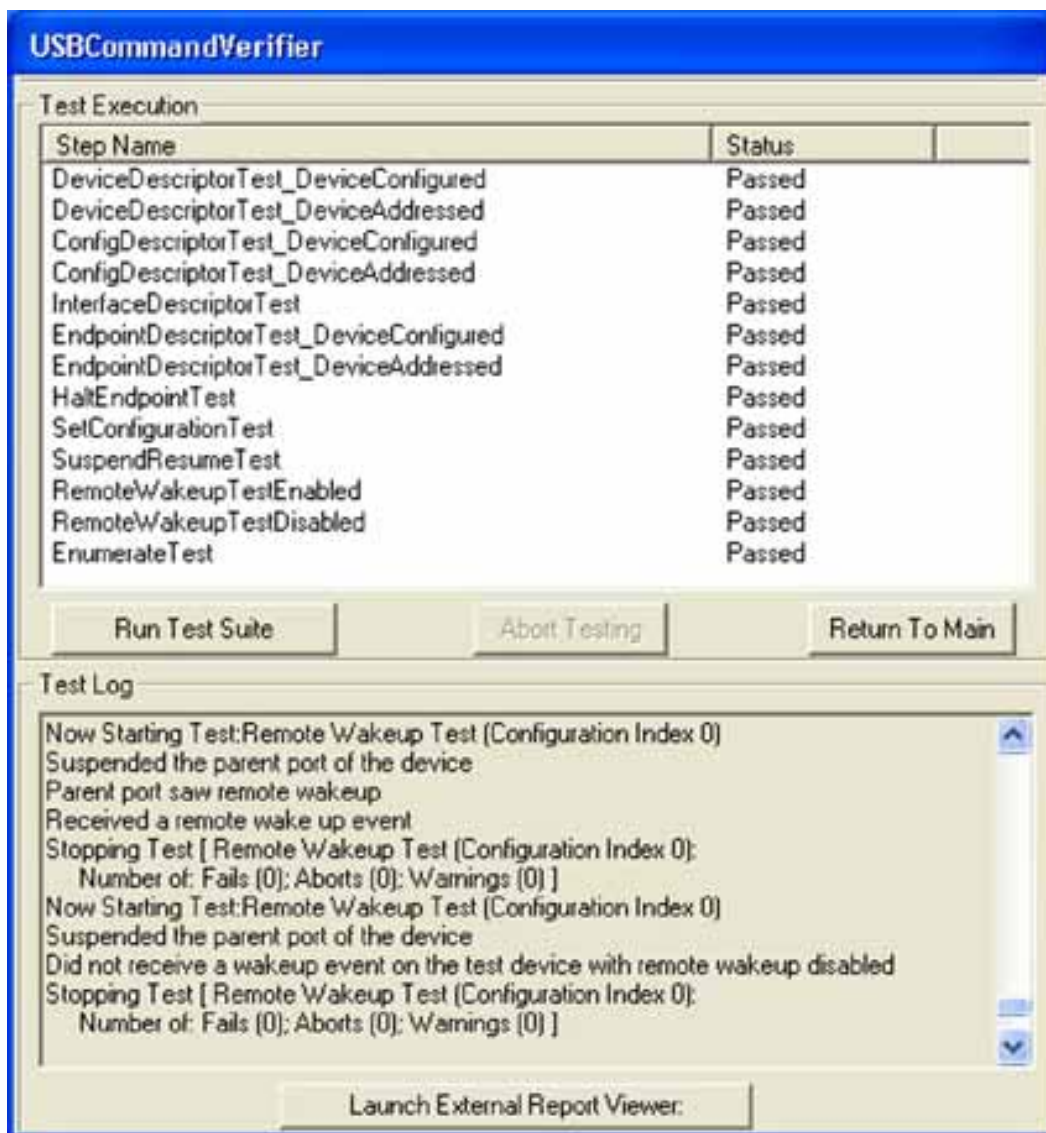 USBCommandVerifier
Test Execution
Step Name Status
DeviceDescriptorTest_DeviceConfigured Passed
DeviceDescriptorTest_DeviceAddressed Passed
ConfigDescriptorTest_DeviceConfigured Passed
ConfigDescriptorTest_DeviceAddressed Passed
InterfaceDescriptorTest Passed
EndpointDescriptorTest_DeviceConfigured Passed
EndpointDescriptorTest_DeviceAddressed Passed
HaltEndpointTest Passed
SetConfigurationTest Passed
SuspendResumeTest Passed
RemoteWakeupTestEnabled Passed
RemoteWakeupTestDisabled Passed
EnumerateTest Passed
Run Test Suite Abort Testing Return To Main
Test Log
Now Starting Test:Remote Wakeup Test (Configuration Index 0)
Suspended the parent port of the device
Parent port saw remote wakeup
Received a remote wake up event
Stopping Test [ Remote Wakeup Test (Configuration Index 0):
Number of: Fails (0); Aborts (0); Warnings (0) ]
Now Starting Test:Remote Wakeup Test (Configuration Index 0)
Suspended the parent port of the device
Did not receive a wakeup event on the test device with remote wakeup disabled
Stopping Test [ Remote Wakeup Test (Configuration Index 0):
Number of: Fails (0); Aborts (0); Warnings (0) ]
Launch External Report Viewer: